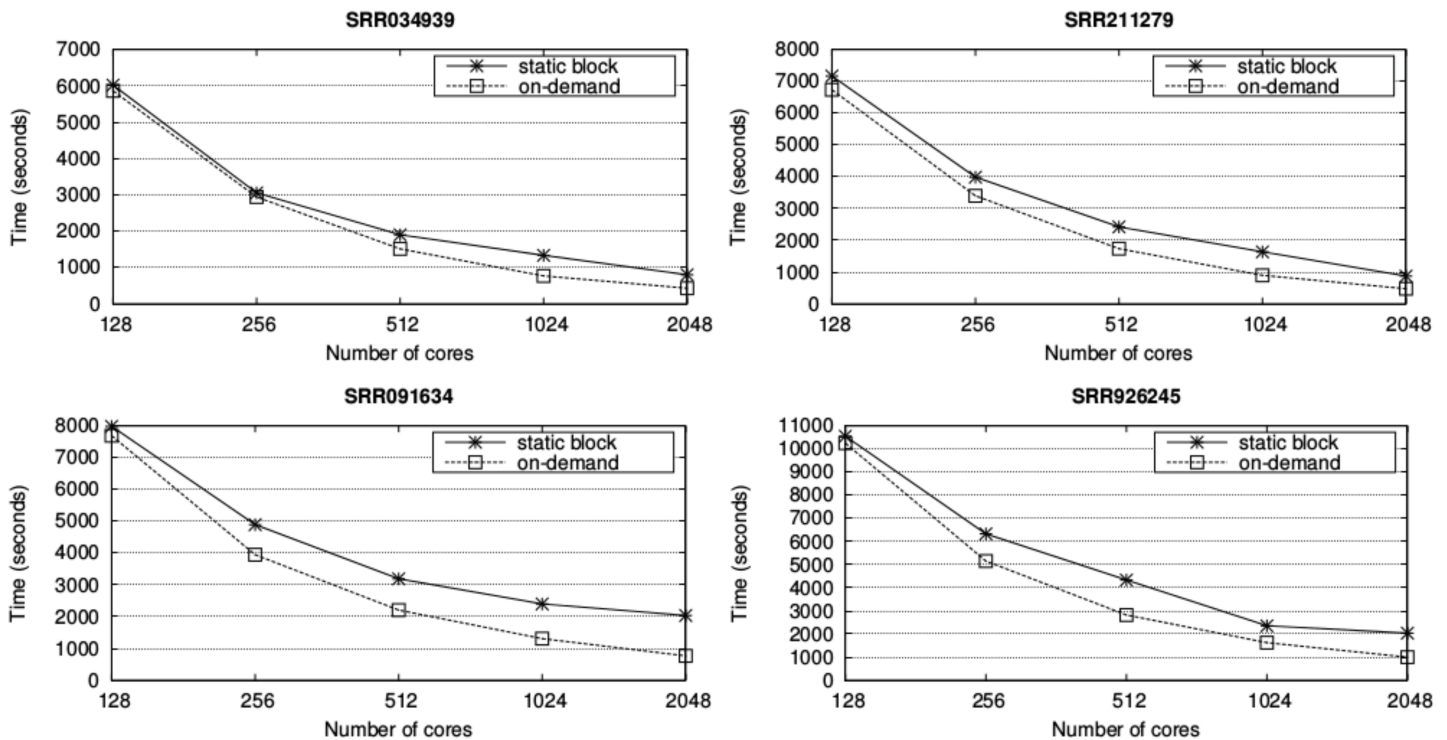 SRR034939
7000
6000
5000
4000
3000
2000
1000
0
Time (seconds)
static block
on-demand
128 256 512 1024 2048
Number of cores
SRR211279
8000
7000
6000
5000
4000
3000
2000
1000
0
Time (seconds)
static block
on-demand
128 256 512 1024 2048
Number of cores
SRR091634
8000
7000
6000
5000
4000
3000
2000
1000
0
Time (seconds)
static block
on-demand
128 256 512 1024 2048
Number of cores
SRR926245
11000
10000
9000
8000
7000
6000
5000
4000
3000
2000
1000
0
Time (seconds)
static block
on-demand
128 256 512 1024 2048
Number of cores